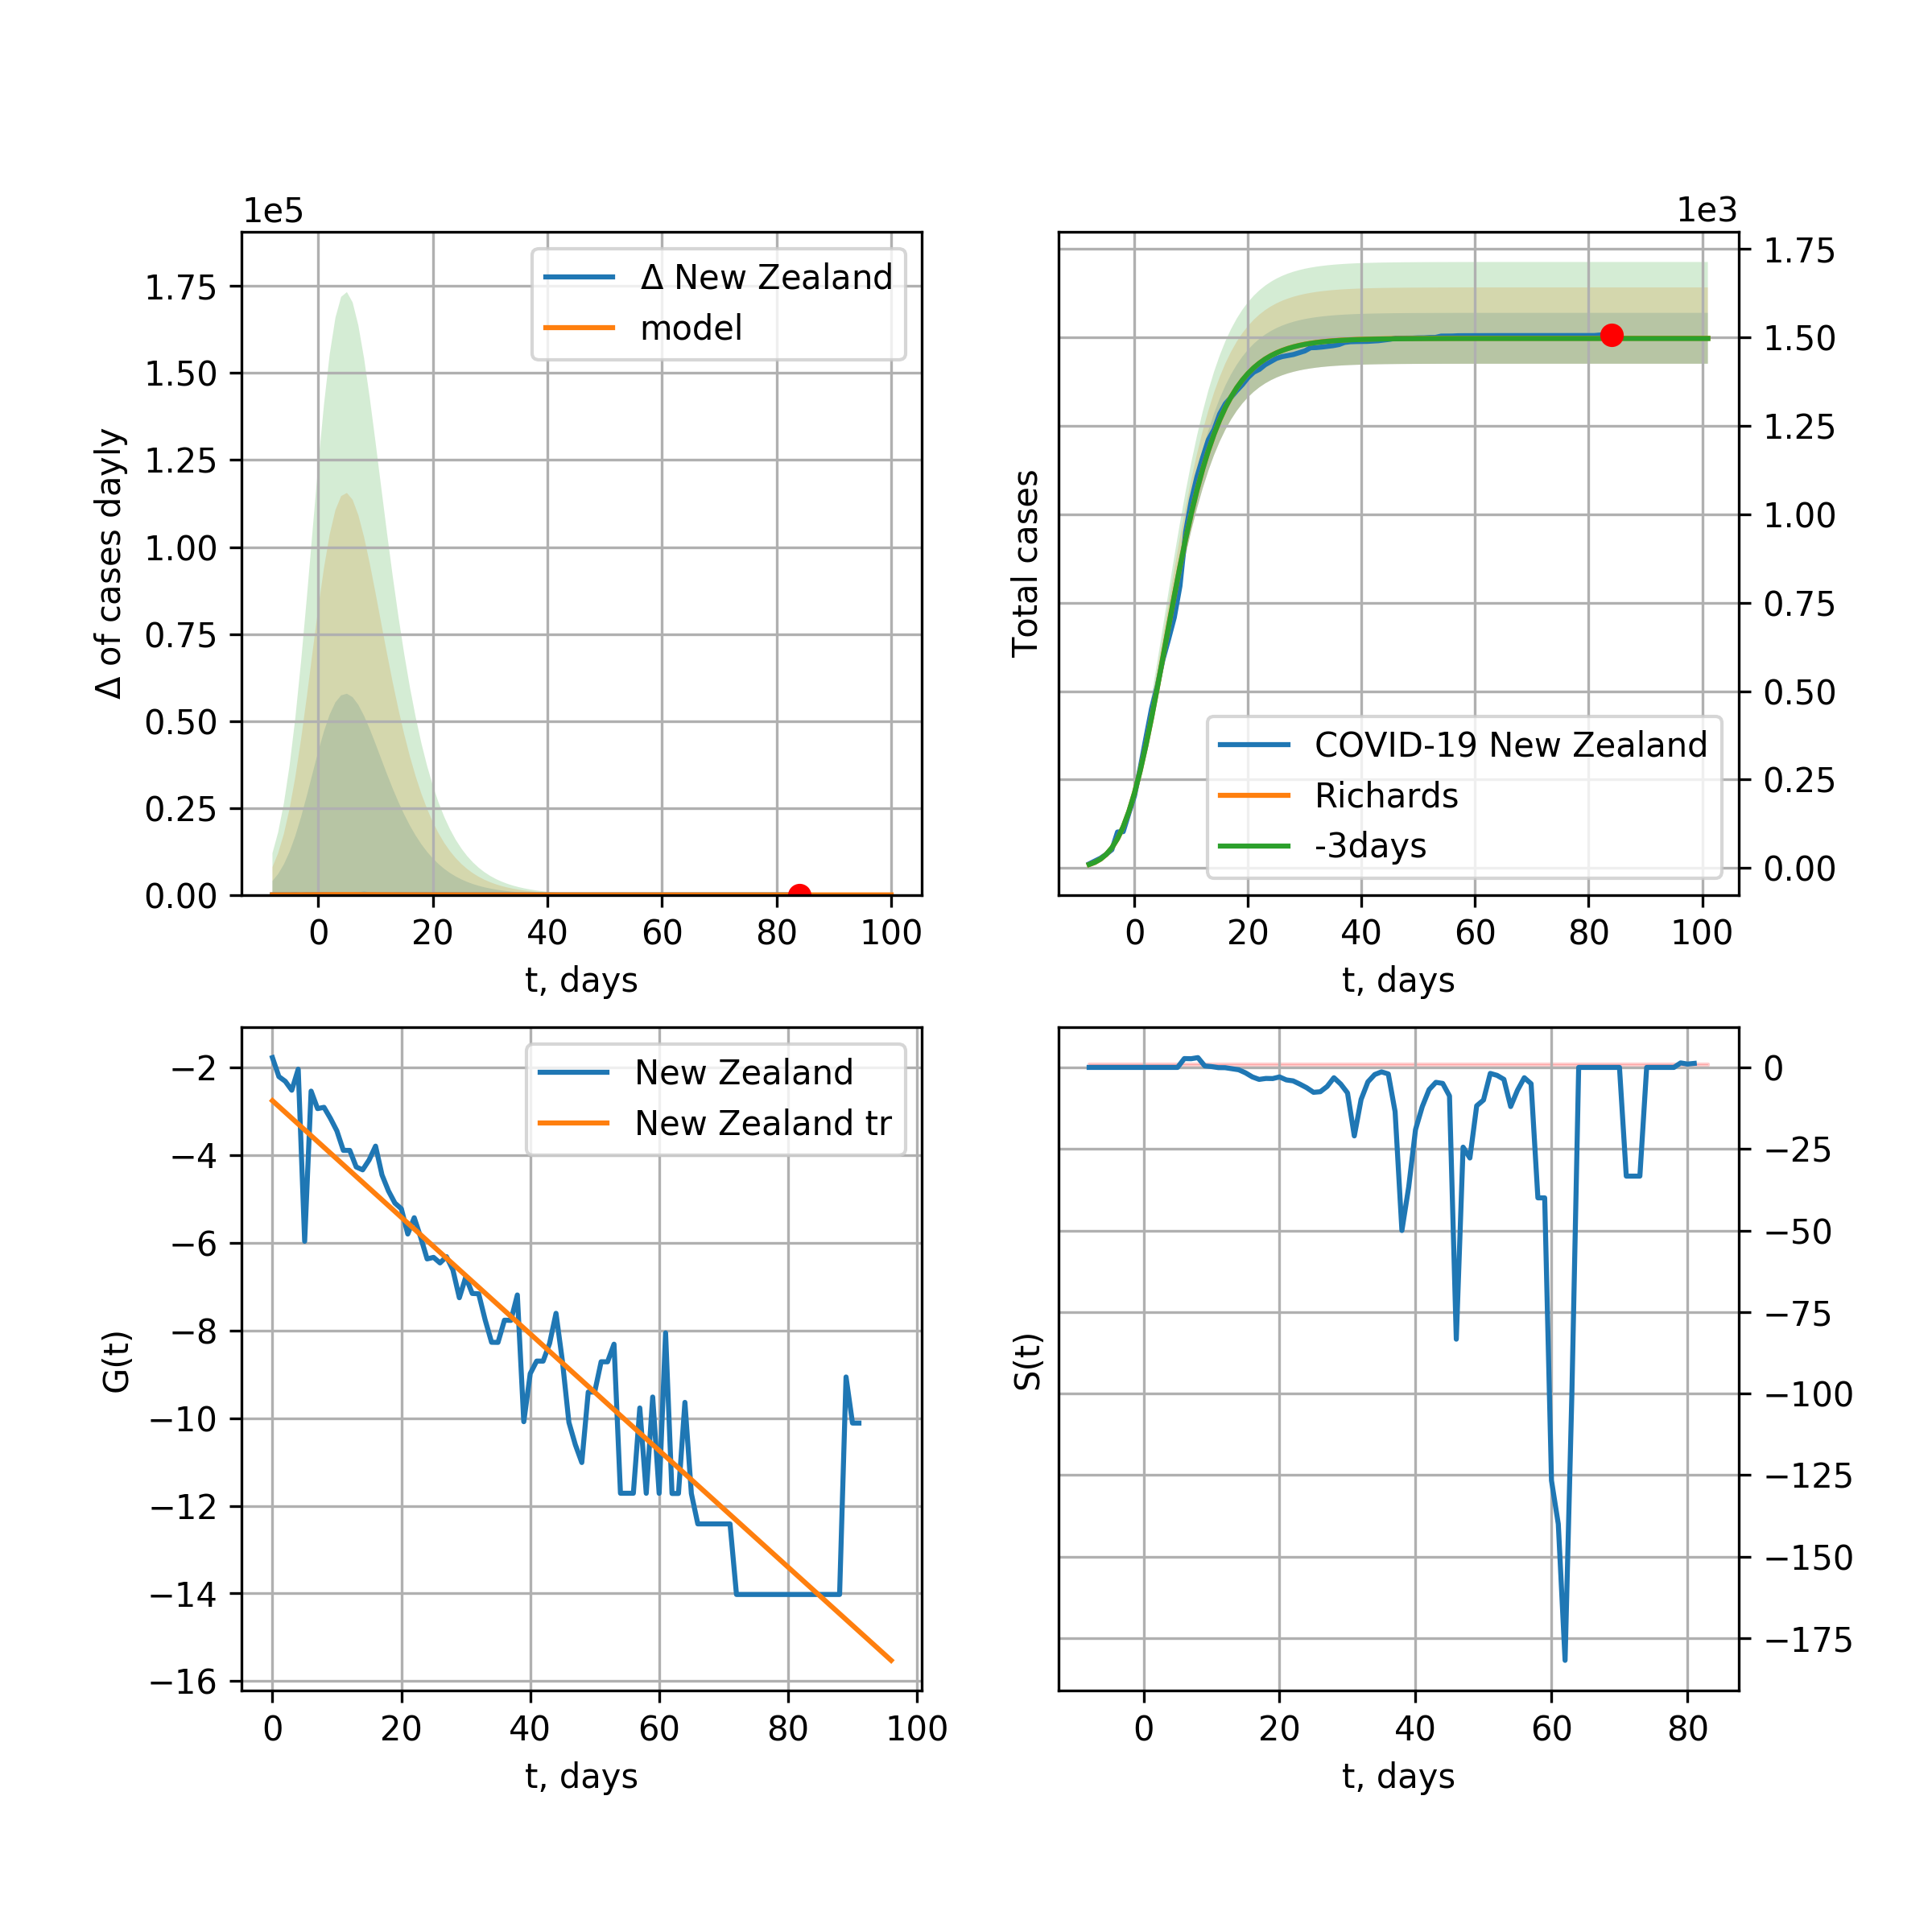 1e5
1.75
1.50
1.25
1.00
0.75
0.50
0.25
0.00
Δ of cases dayly
0 20 40 60 80 100
t, days
Δ New Zealand
model
1e3
1.75
1.50
1.25
1.00
0.75
0.50
0.25
0.00
Total cases
0 20 40 60 80 100
t, days
COVID-19 New Zealand
Richards
-3days
−2
−4
−6
−8
−10
−12
−14
−16
G(t)
0 20 40 60 80 100
t, days
New Zealand
New Zealand tr
0
−25
−50
−75
−100
−125
−150
−175
S(t)
0 20 40 60 80
t, days